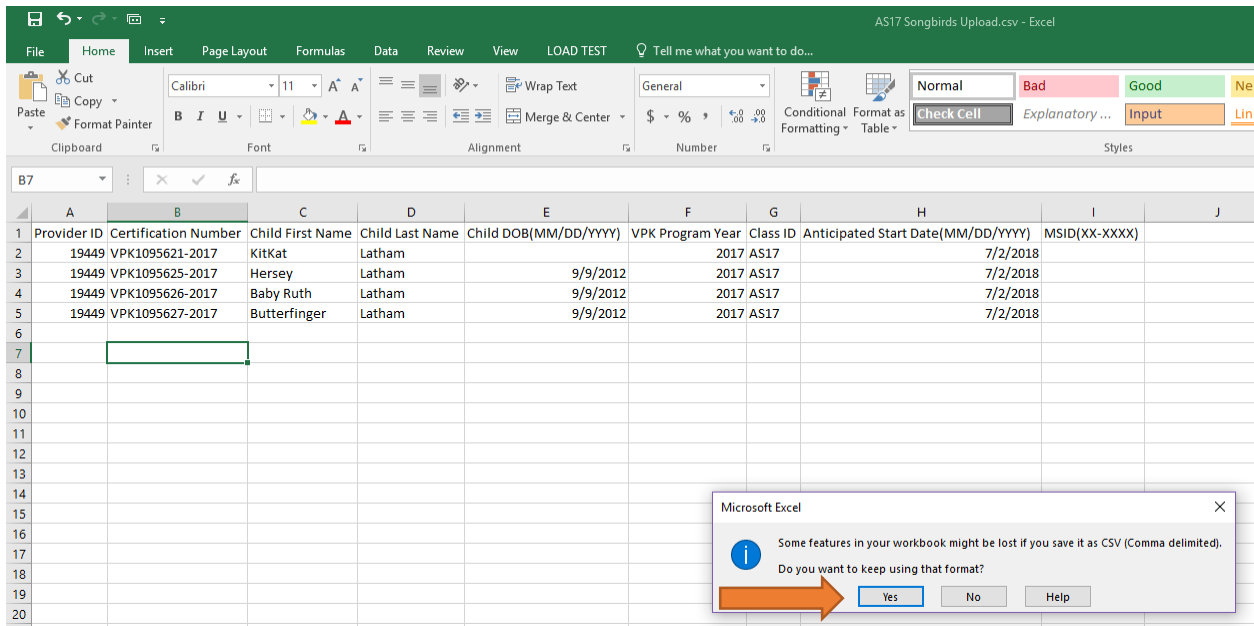 AS17 Songbirds Upload.csv - Excel
File Home Insert Page Layout Formulas Data Review View LOAD TEST Tell me what you want to do...
Cut
Copy
Format Painter
Paste
Clipboard
Calibri 11 A A
B I U A
Font
Wrap Text
Merge & Center
Alignment
General
$ % , .00 .00
Number
Conditional Formatting
Format as Table
Normal Bad Good Ne
Check Cell Explanatory ... Input Lin
Styles
B7 fx
A B C D E F G H I J
1 Provider ID Certification Number Child First Name Child Last Name Child DOB(MM/DD/YYYY) VPK Program Year Class ID Anticipated Start Date(MM/DD/YYYY) MSID(XX-XXXX)
2 19449 VPK1095621-2017 KitKat Latham 2017 AS17 7/2/2018
3 19449 VPK1095625-2017 Hersey Latham 9/9/2012 2017 AS17 7/2/2018
4 19449 VPK1095626-2017 Baby Ruth Latham 9/9/2012 2017 AS17 7/2/2018
5 19449 VPK1095627-2017 Butterfinger Latham 9/9/2012 2017 AS17 7/2/2018
6
7
8
9
10
11
12
13
14
15
16
17
18
19
20
Microsoft Excel
Some features in your workbook might be lost if you save it as CSV (Comma delimited).
Do you want to keep using that format?
Yes No Help